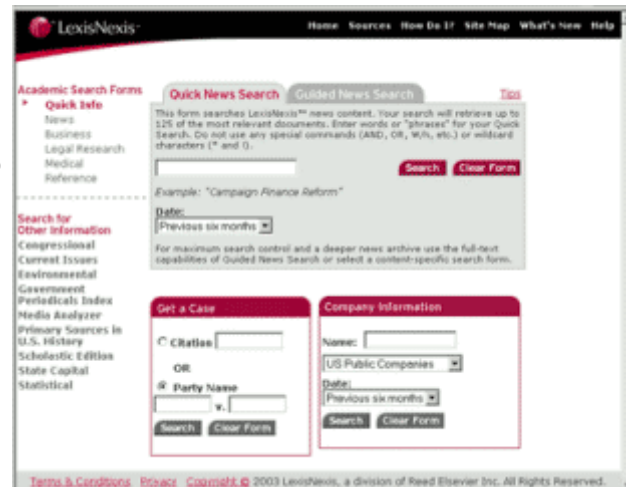 LexisNexis™
Home Sources How Do I? Site Map What's New Help
Academic Search Forms
Quick Info
News
Business
Legal Research
Medical
Reference
Search for
Other Information
Congressional
Current Issues
Environmental
Government
Periodicals Index
Media Analyzer
Primary Sources in
U.S. History
Scholastic Edition
State Capital
Statistical
Quick News Search
Guided News Search
Tips
This form searches LexisNexis™ news content. Your search will retrieve up to
125 of the most relevant documents. Enter words or "phrases" for your Quick
Search. Do not use any special commands (AND, OR, W/n, etc.) or wildcard
characters (* and !).
Search Clear Form
Example: "Campaign Finance Reform"
Date:
Previous six months
For maximum search control and a deeper news archive use the full-text
capabilities of Guided News Search or select a content-specific search form.
Get a Case
Citation
OR
Party Name
v.
Search Clear Form
Company Information
Name:
US Public Companies
Date:
Previous six months
Search Clear Form
Terms & Conditions Privacy Copyright © 2003 LexisNexis, a division of Reed Elsevier Inc. All Rights Reserved.